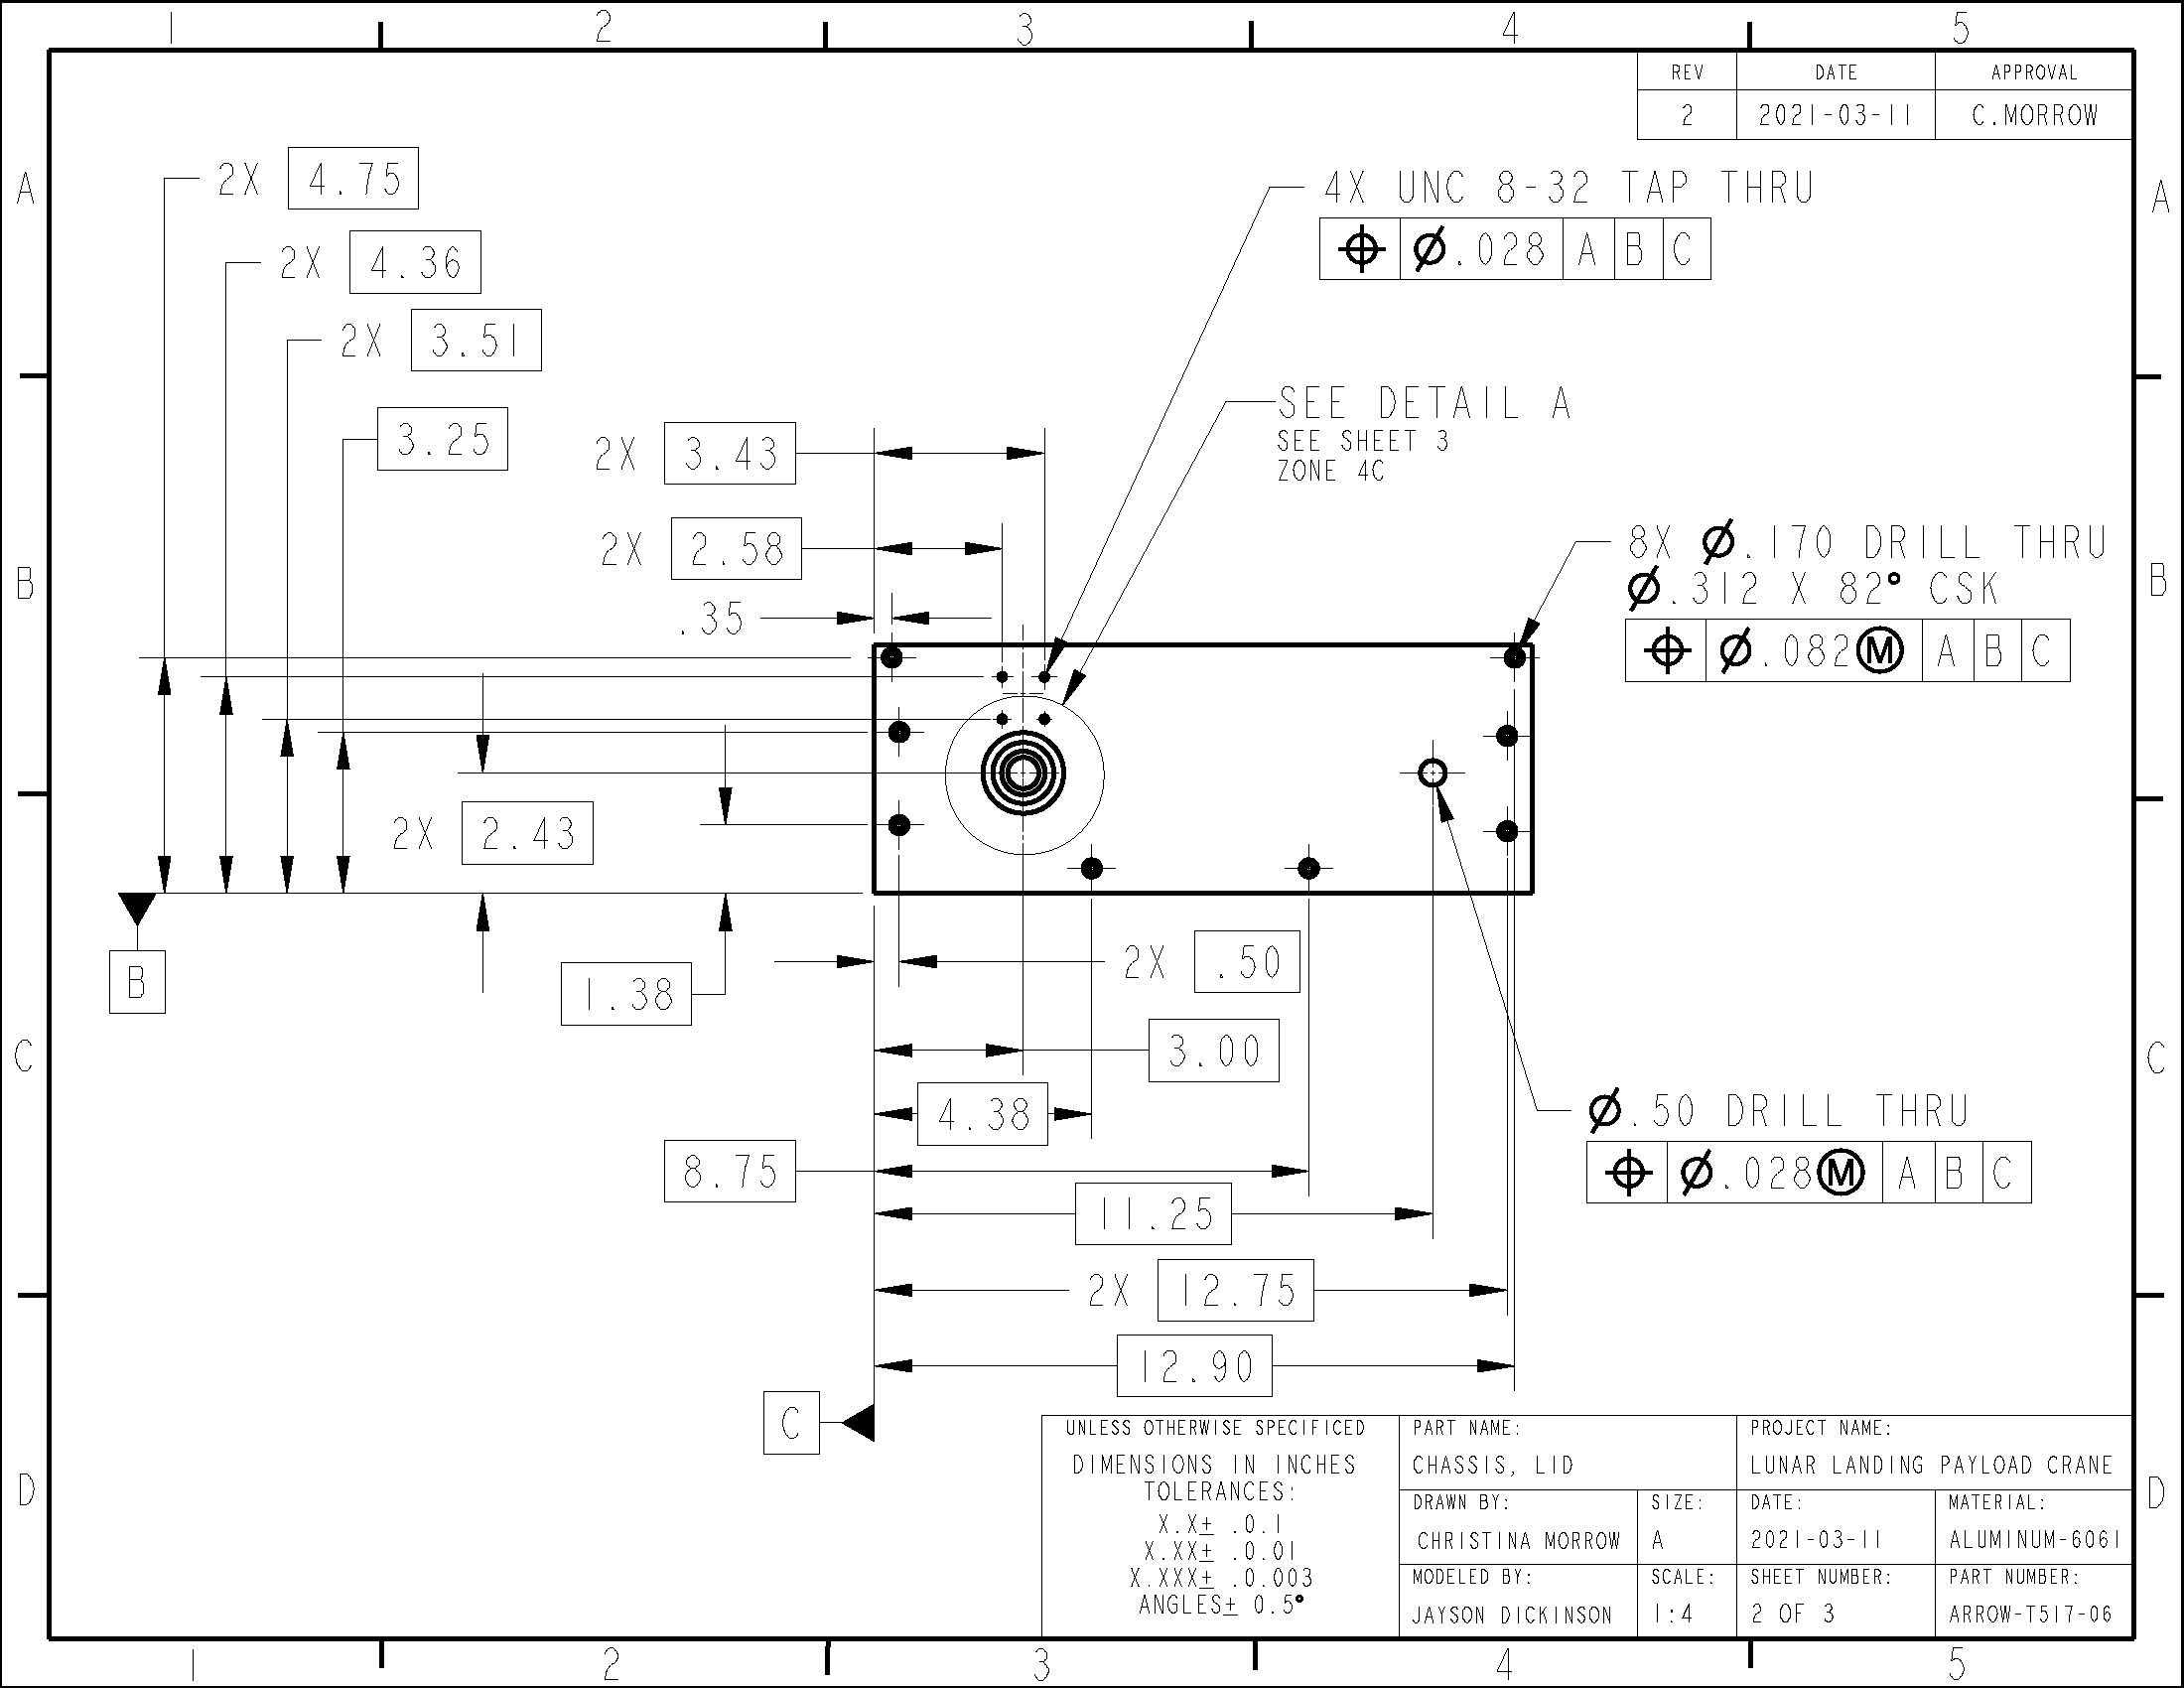 1 2 3 4 5
REV DATE APPROVAL
2 2021-03-11 C.MORROW
A A
2X 4.75
4X UNC 8-32 TAP THRU
⌖ ⌀.028 A B C
2X 4.36
2X 3.51
3.25
2X 3.43
SEE DETAIL A
SEE SHEET 3
ZONE 4C
2X 2.58
8X ⌀.170 DRILL THRU
⌀.312 X 82° CSK
⌖ ⌀.082Ⓜ A B C
B B
.35
2X 2.43
B
1.38
2X .50
3.00
C C
4.38
⌀.50 DRILL THRU
⌖ ⌀.028Ⓜ A B C
8.75
11.25
2X 12.75
12.90
C
D D
UNLESS OTHERWISE SPECIFICED
DIMENSIONS IN INCHES
TOLERANCES:
X.X± .0.1
X.XX± .0.01
X.XXX± .0.003
ANGLES± 0.5°
PART NAME:
CHASSIS, LID
PROJECT NAME:
LUNAR LANDING PAYLOAD CRANE
DRAWN BY:
CHRISTINA MORROW
SIZE:
A
DATE:
2021-03-11
MATERIAL:
ALUMINUM-6061
MODELED BY:
JAYSON DICKINSON
SCALE:
1:4
SHEET NUMBER:
2 OF 3
PART NUMBER:
ARROW-T517-06
1 2 3 4 5